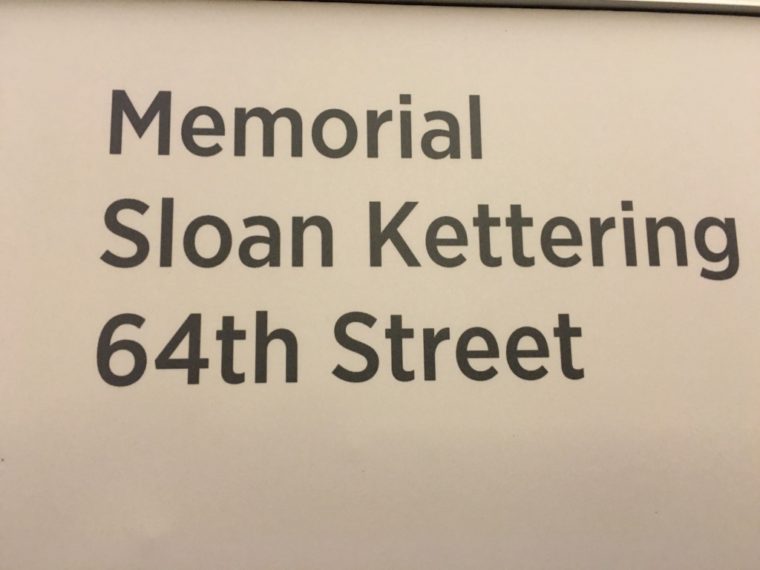 Memorial
Sloan Kettering
64th Street